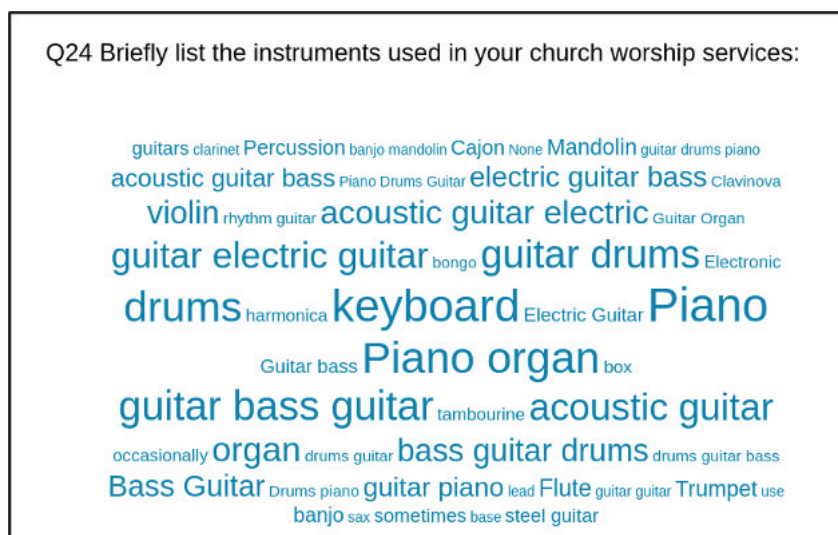 Q24 Briefly list the instruments used in your church worship services:
guitars clarinet Percussion banjo mandolin Cajon None Mandolin guitar drums piano
acoustic guitar bass Piano Drums Guitar electric guitar bass Clavinova
violin rhythm guitar acoustic guitar electric Guitar Organ
guitar electric guitar bongo guitar drums Electronic
drums harmonica keyboard Electric Guitar Piano
Guitar bass Piano organ box
guitar bass guitar tambourine acoustic guitar
occasionally organ drums guitar bass guitar drums drums guitar bass
Bass Guitar Drums piano guitar piano lead Flute guitar guitar Trumpet use
banjo sax sometimes base steel guitar